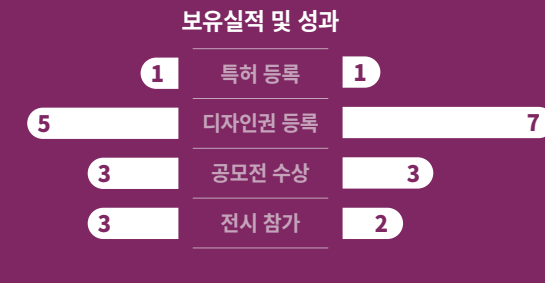 보유실적 및 성과
1 특허 등록 1
5 디자인권 등록 7
3 공모전 수상 3
3 전시 참가 2